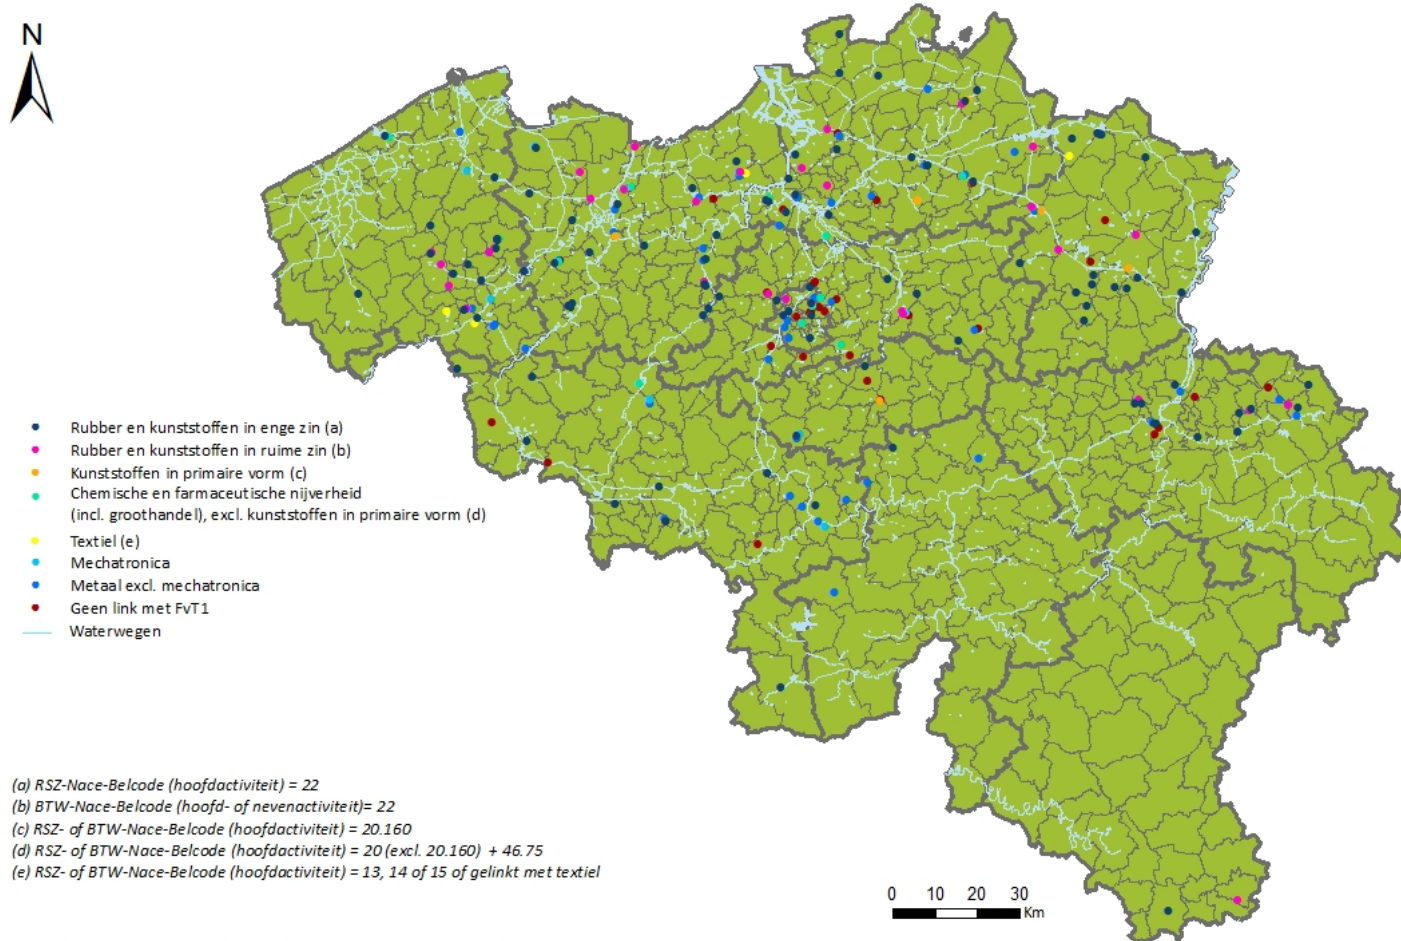 N
Rubber en kunststoffen in enge zin (a)
Rubber en kunststoffen in ruime zin (b)
Kunststoffen in primaire vorm (c)
Chemische en farmaceutische nijverheid
(incl. groothandel), excl. kunststoffen in primaire vorm (d)
Textiel (e)
Mechatronica
Metaal excl. mechatronica
Geen link met FvT1
Waterwegen
(a) RSZ-Nace-Belcode (hoofdactiviteit) = 22
(b) BTW-Nace-Belcode (hoofd- of nevenactiviteit)= 22
(c) RSZ- of BTW-Nace-Belcode (hoofdactiviteit) = 20.160
(d) RSZ- of BTW-Nace-Belcode (hoofdactiviteit) = 20 (excl. 20.160) + 46.75
(e) RSZ- of BTW-Nace-Belcode (hoofdactiviteit) = 13, 14 of 15 of gelinkt met textiel
0 10 20 30
Km